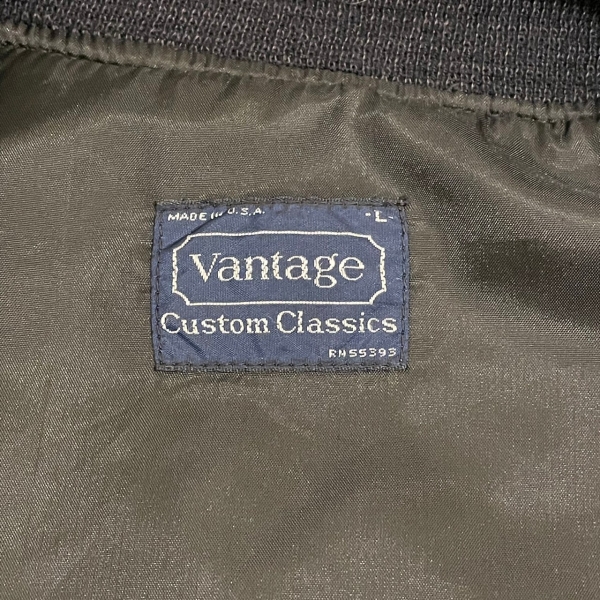 MADE IN U.S.A. -L-
Vantage
Custom Classics
RN55393